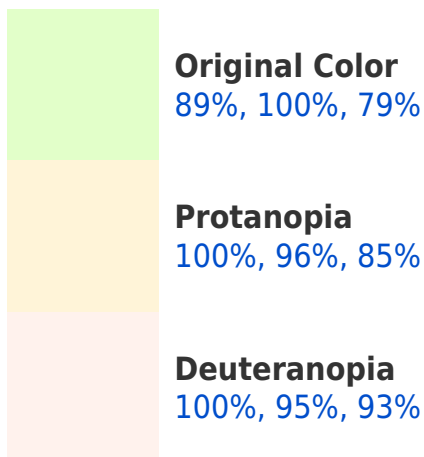 Original Color
89%, 100%, 79%
Protanopia
100%, 96%, 85%
Deuteranopia
100%, 95%, 93%